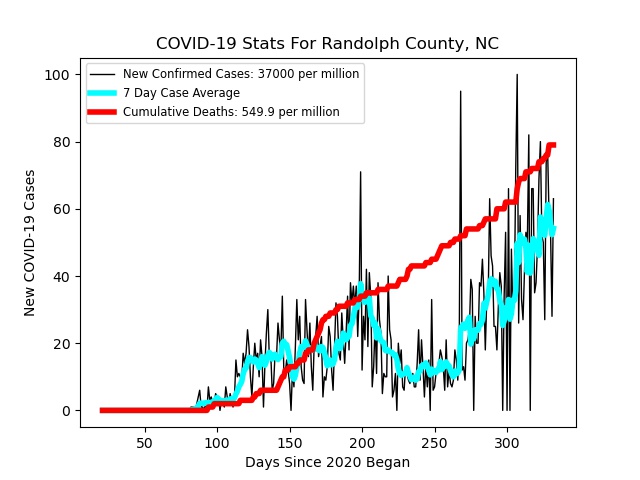 COVID-19 Stats For Randolph County, NC
New Confirmed Cases: 37000 per million
7 Day Case Average
Cumulative Deaths: 549.9 per million
New COVID-19 Cases
100
80
60
40
20
0
50
100
150
200
250
300
Days Since 2020 Began